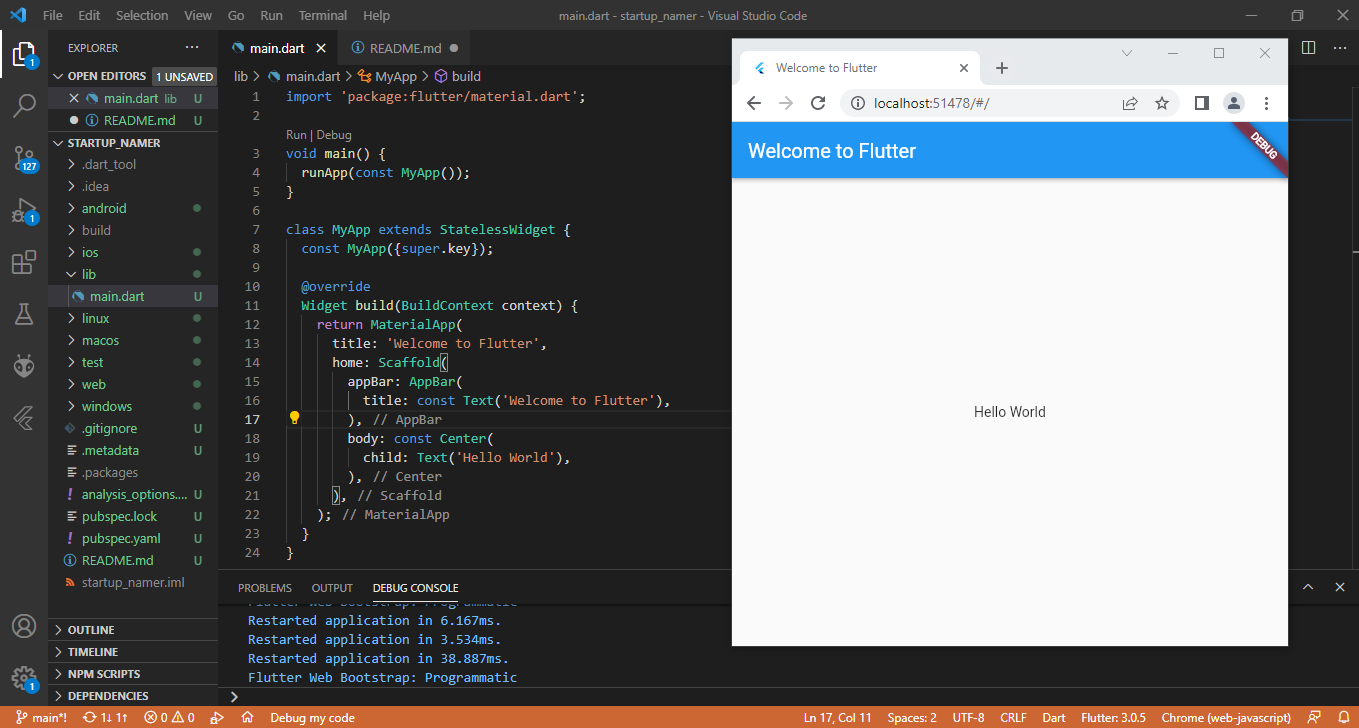 File Edit Selection View Go Run Terminal Help
main.dart - startup_namer - Visual Studio Code
EXPLORER
OPEN EDITORS 1 UNSAVED
main.dart lib U
README.md U
STARTUP_NAMER
.dart_tool
.idea
android
build
ios
lib
main.dart U
linux
macos
test
web
windows
.gitignore U
.metadata U
.packages
analysis_options.... U
pubspec.lock U
pubspec.yaml U
README.md U
startup_namer.iml
OUTLINE
TIMELINE
NPM SCRIPTS
DEPENDENCIES
1
127
1
1
main.dart
README.md
lib > main.dart > MyApp > build
1 import 'package:flutter/material.dart';
2
Run | Debug
3 void main() {
4 runApp(const MyApp());
5 }
6
7 class MyApp extends StatelessWidget {
8 const MyApp({super.key});
9
10 @override
11 Widget build(BuildContext context) {
12 return MaterialApp(
13 title: 'Welcome to Flutter',
14 home: Scaffold(
15 appBar: AppBar(
16 title: const Text('Welcome to Flutter'),
17 ), // AppBar
18 body: const Center(
19 child: Text('Hello World'),
20 ), // Center
21 ), // Scaffold
22 ); // MaterialApp
23 }
24 }
PROBLEMS OUTPUT DEBUG CONSOLE
Flutter Web Bootstrap: Programmatic
Restarted application in 6.167ms.
Restarted application in 3.534ms.
Restarted application in 38.887ms.
Flutter Web Bootstrap: Programmatic
>
Welcome to Flutter
localhost:51478/#/
Welcome to Flutter
DEBUG
Hello World
main*! 1↓ 1↑ 0 0 Debug my code
Ln 17, Col 11 Spaces: 2 UTF-8 CRLF Dart Flutter: 3.0.5 Chrome (web-javascript)